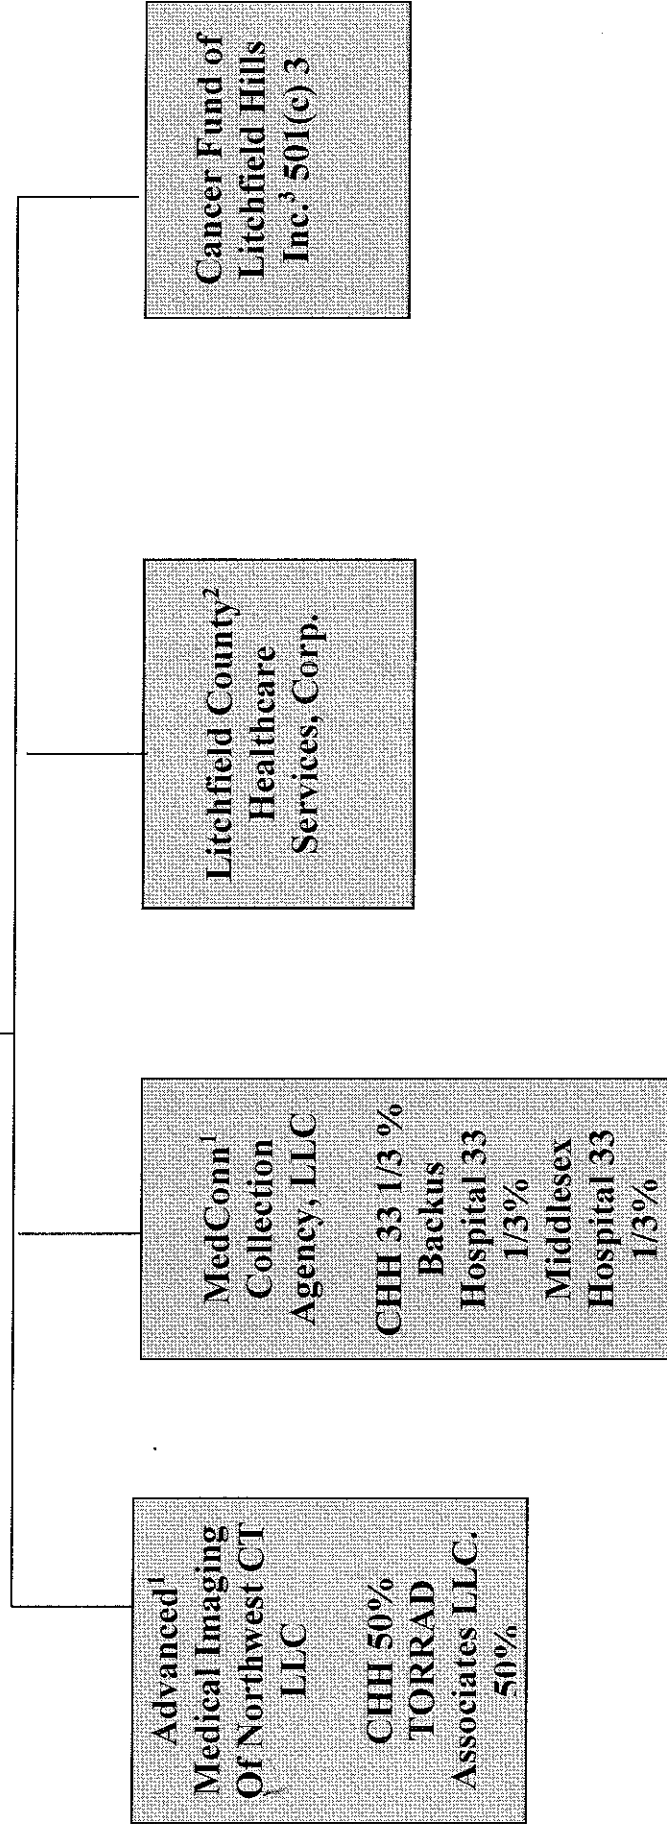 Advanced¹
Medical Imaging
Of Northwest CT
LLC
CHH 50%
TORRAD
Associates LLC.
50%
MedConn¹
Collection
Agency, LLC
CHH 33 1/3 %
Backus
Hospital 33
1/3%
Middlesex
Hospital 33
1/3%
Litchfield County²
Healthcare
Services, Corp.
Cancer Fund of
Litchfield Hills
Inc.³ 501(c) 3